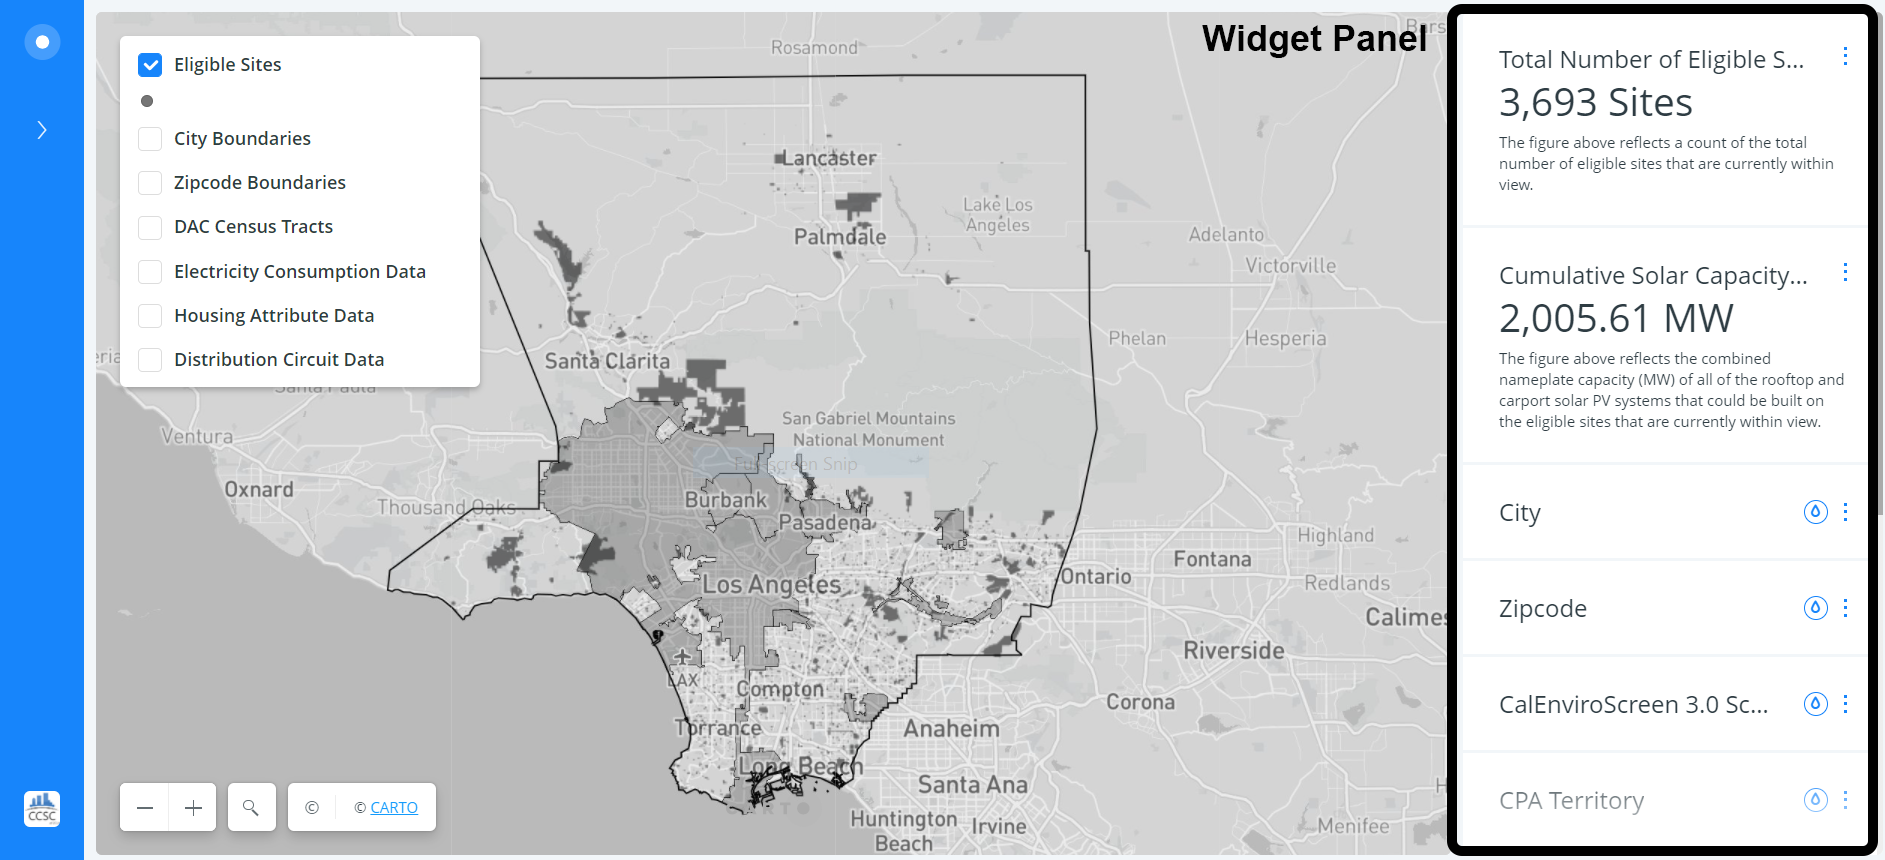 Widget Panel
Eligible Sites
City Boundaries
Zipcode Boundaries
DAC Census Tracts
Electricity Consumption Data
Housing Attribute Data
Distribution Circuit Data
Rosamond
Bars
Lancaster
Lake Los
Angeles
Palmdale
Adelanto
Victorville
Phelan
Hesperia
Santa Clarita
Santa Paula
San Gabriel Mountains
National Monument
Full-screen Snip
Ventura
Oxnard
Thousand Oaks
Burbank
Pasadena
Highland
Fontana
Ontario
Redlands
Los Angeles
Calimes
Riverside
LAX
Compton
Corona
Torrance
Anaheim
Long Beach
Santa Ana
Huntington
Beach
Irvine
Menifee
© © CARTO
CCSC
Total Number of Eligible S...
3,693 Sites
The figure above reflects a count of the total
number of eligible sites that are currently within
view.
Cumulative Solar Capacity...
2,005.61 MW
The figure above reflects the combined
nameplate capacity (MW) of all of the rooftop and
carport solar PV systems that could be built on
the eligible sites that are currently within view.
City
Zipcode
CalEnviroScreen 3.0 Sc...
CPA Territory